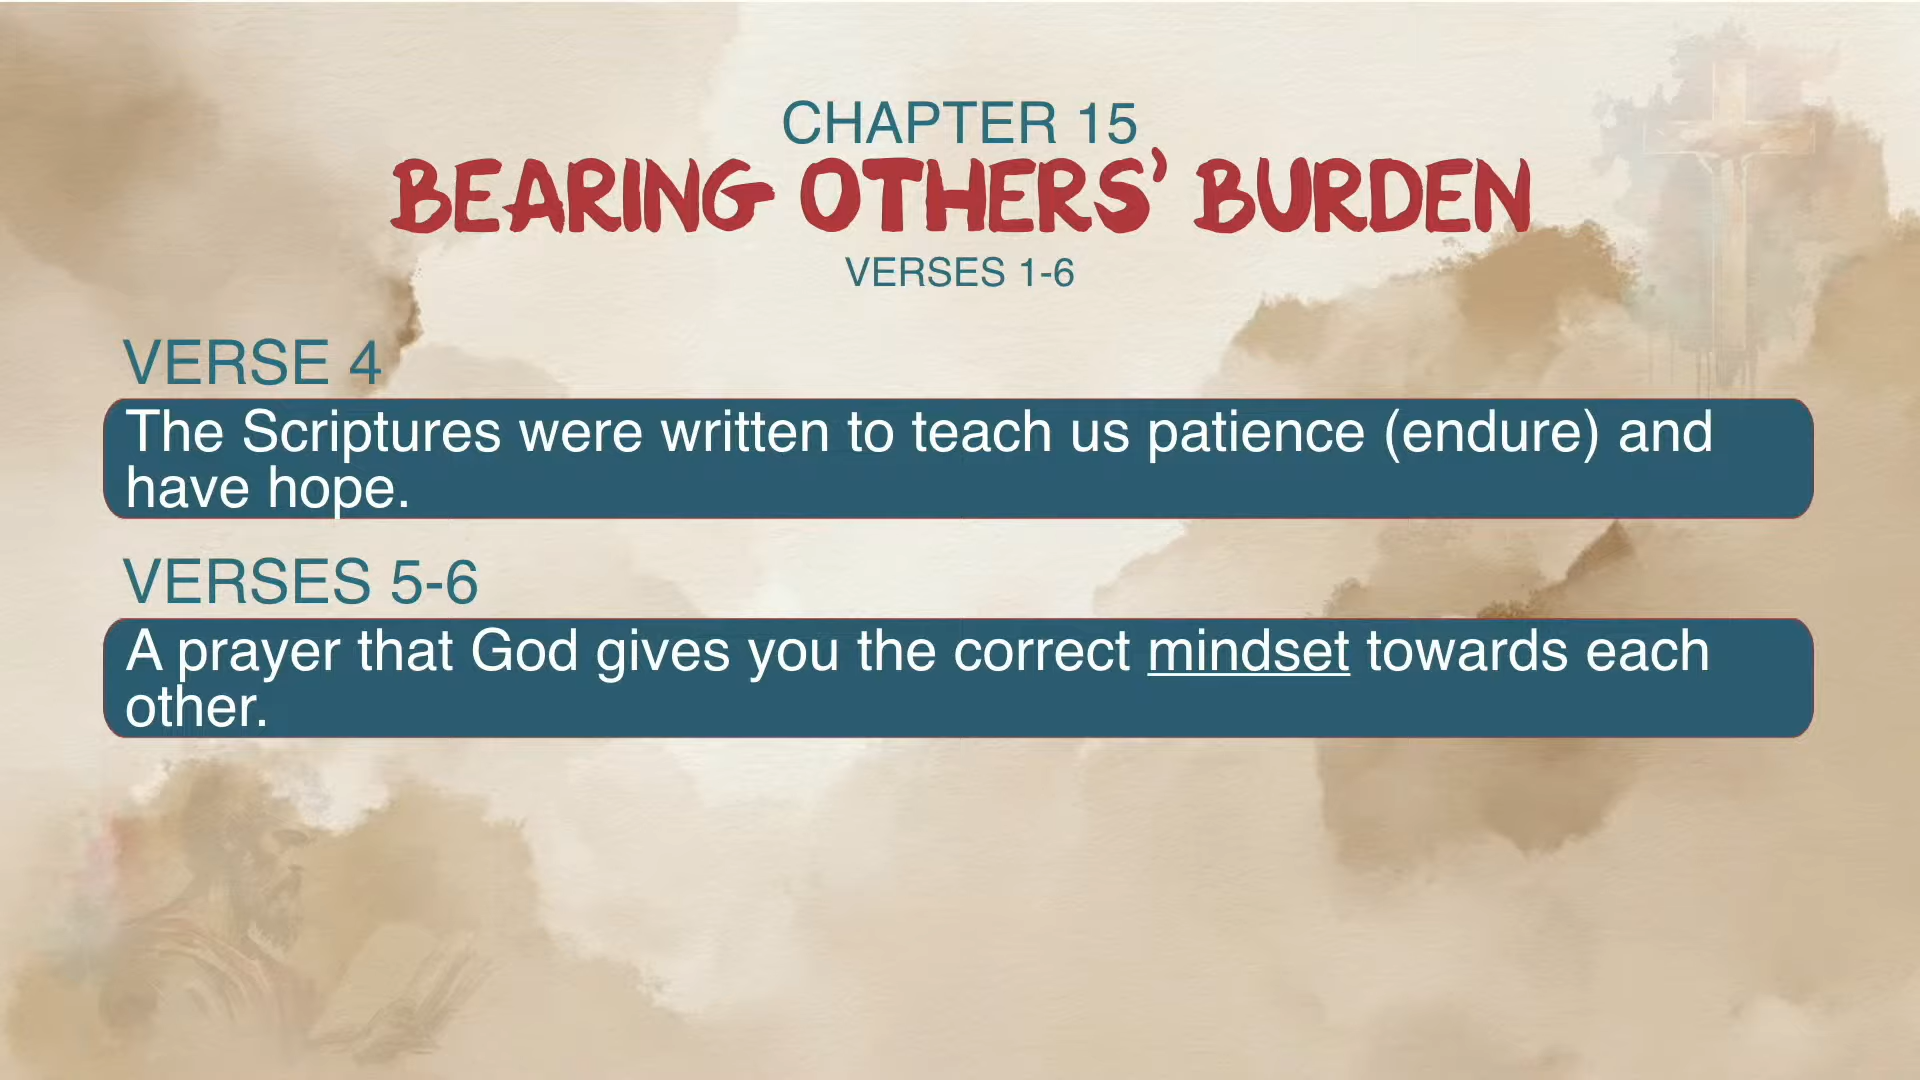 CHAPTER 15
BEARING OTHERS’ BURDEN
VERSES 1-6
VERSE 4
The Scriptures were written to teach us patience (endure) and
have hope.
VERSES 5-6
A prayer that God gives you the correct mindset towards each
other.